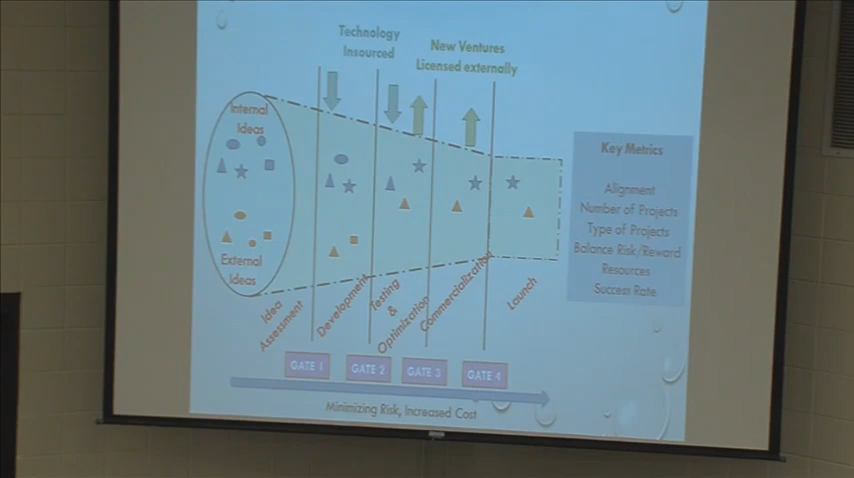 Technology
Insourced
New Ventures
Licensed externally
Internal
Ideas
External
Ideas
Key Metrics
Alignment
Number of Projects
Type of Projects
Balance Risk/Reward
Resources
Success Rate
Idea
Assessment
Development
Testing
&
Optimization
Commercialization
Launch
GATE 1
GATE 2
GATE 3
GATE 4
Minimizing Risk, Increased Cost